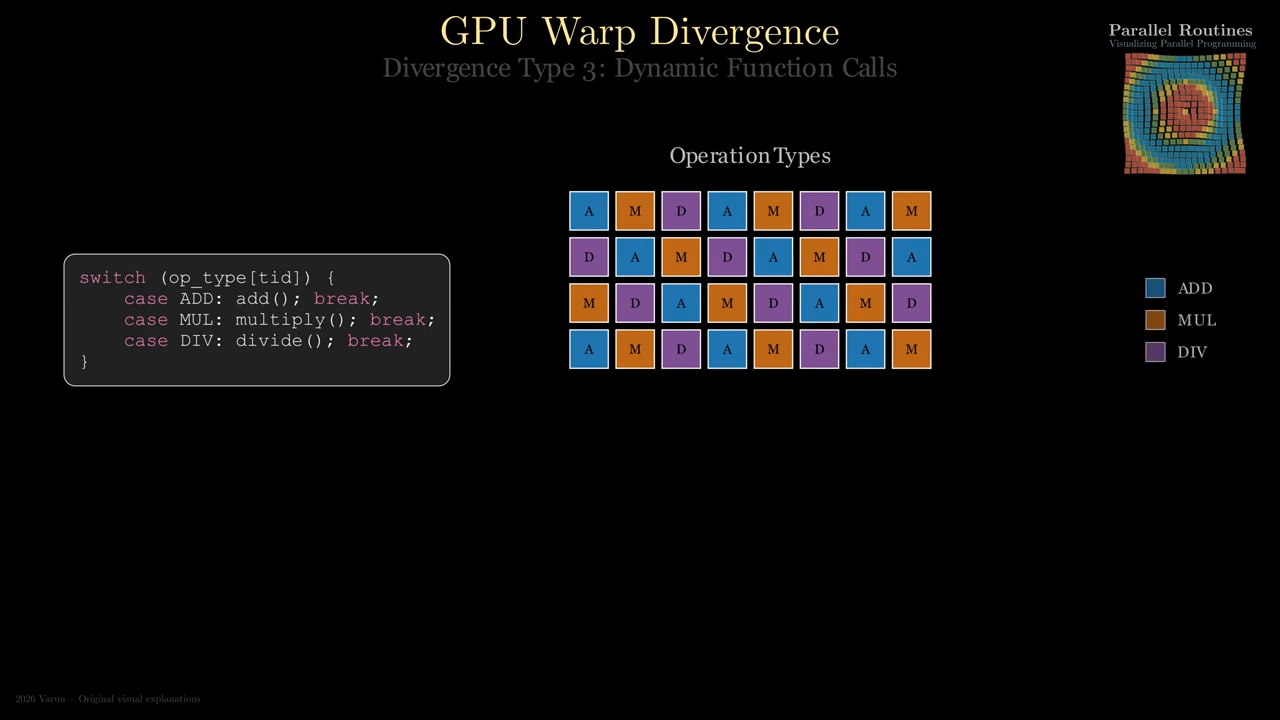 GPU Warp Divergence
Divergence Type 3: Dynamic Function Calls
Parallel Routines
Visualizing Parallel Programming
Operation Types
A M D A M D A M
D A M D A M D A
M D A M D A M D
A M D A M D A M
switch (op_type[tid]) {
    case ADD: add(); break;
    case MUL: multiply(); break;
    case DIV: divide(); break;
}
ADD
MUL
DIV
2026 Varun — Original visual explanations